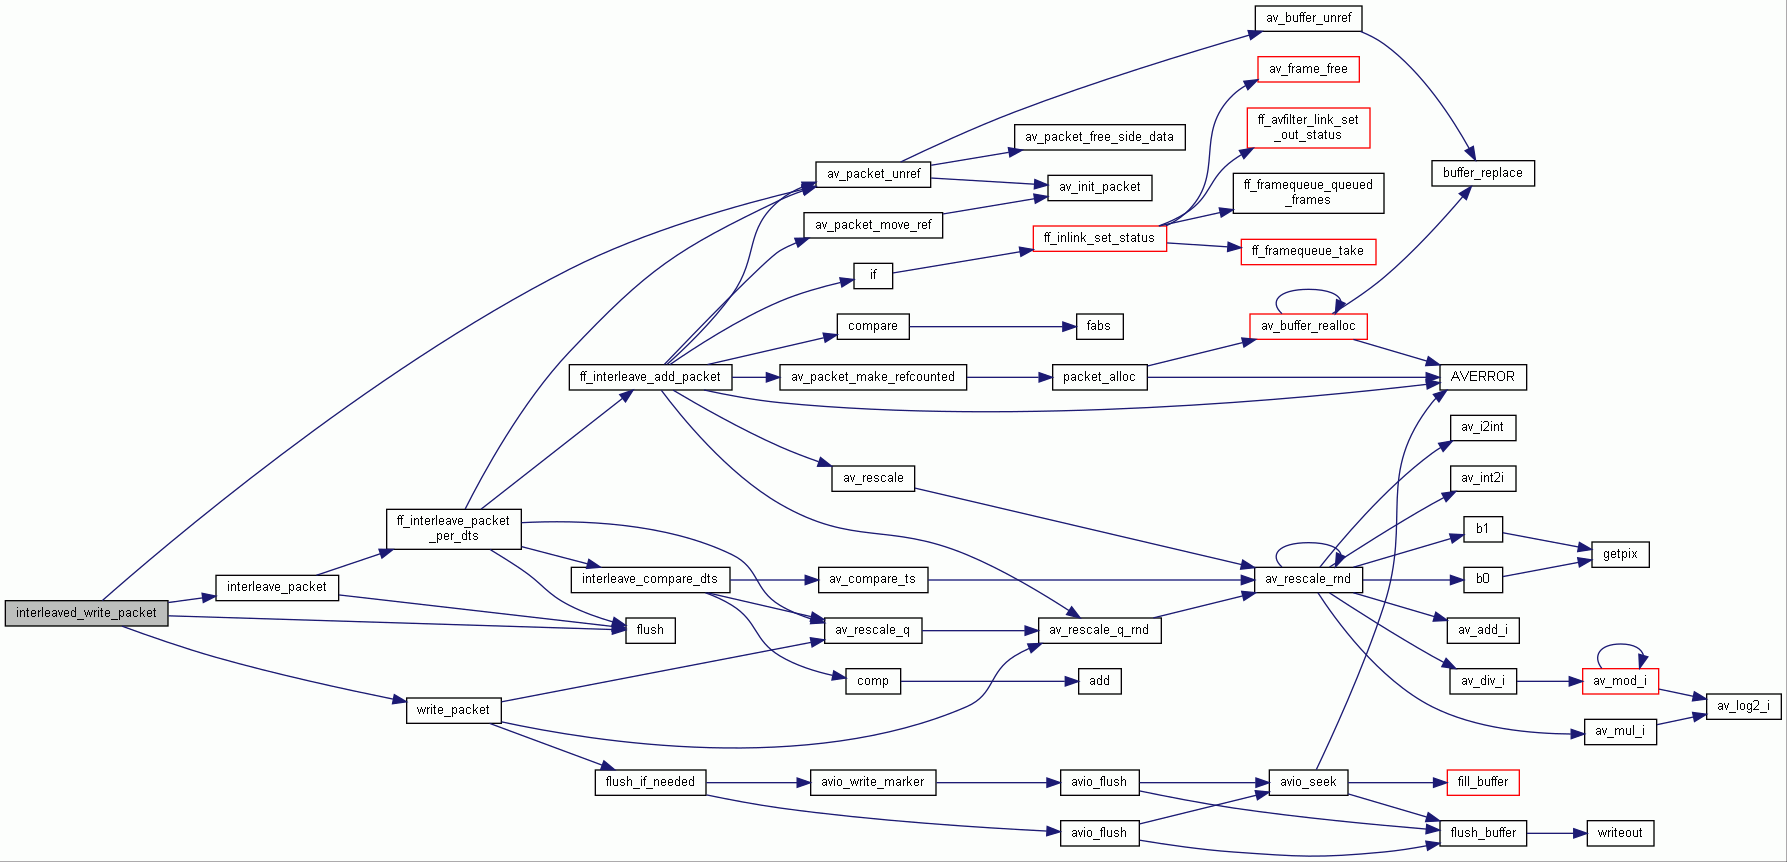 av_buffer_unref
av_frame_free
ff_avfilter_link_set
_out_status
av_packet_free_side_data
buffer_replace
av_packet_unref
av_init_packet
ff_framequeue_queued
_frames
av_packet_move_ref
ff_inlink_set_status
ff_framequeue_take
if
compare
fabs
av_buffer_realloc
ff_interleave_add_packet
av_packet_make_refcounted
packet_alloc
AVERROR
av_i2int
av_rescale
av_int2i
ff_interleave_packet
_per_dts
b1
getpix
interleave_packet
interleave_compare_dts
av_compare_ts
av_rescale_rnd
b0
interleaved_write_packet
flush
av_rescale_q
av_rescale_q_rnd
av_add_i
comp
add
av_div_i
av_mod_i
write_packet
av_log2_i
av_mul_i
flush_if_needed
avio_write_marker
avio_flush
avio_seek
fill_buffer
avio_flush
flush_buffer
writeout